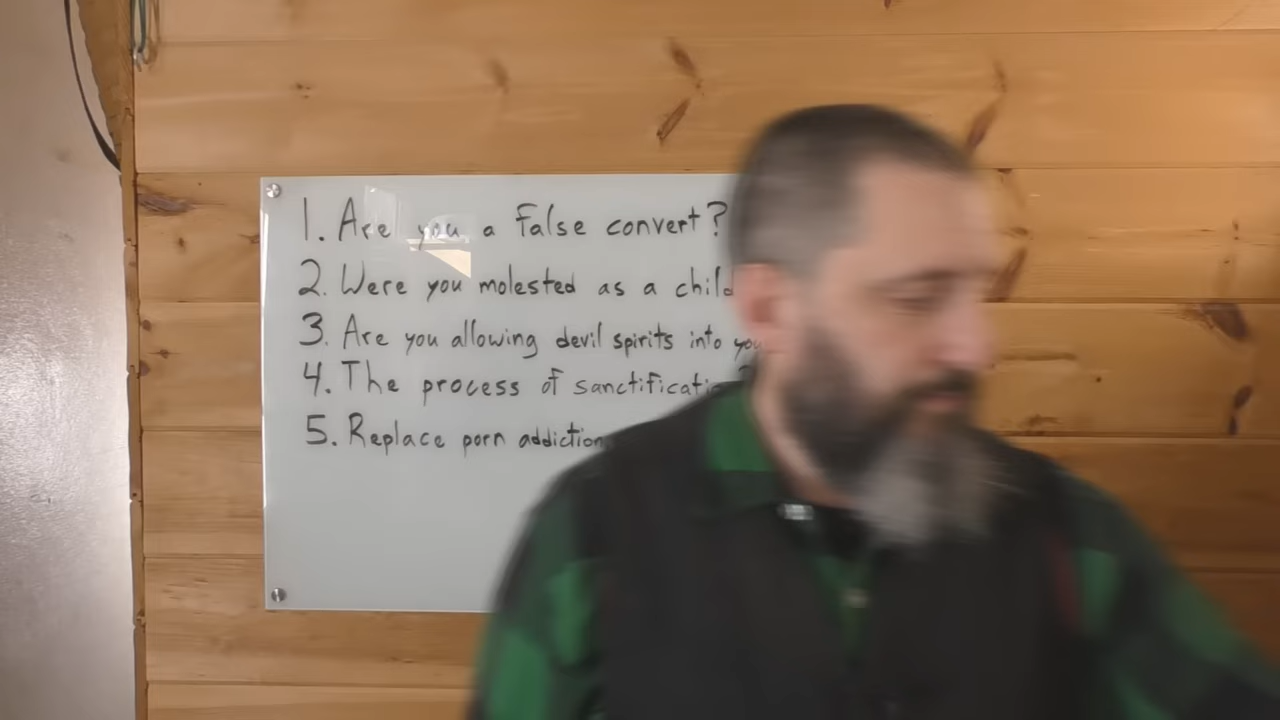 1. Are you a False convert?
2. Were you molested as a child
3. Are you allowing devil spirits into
4. The process of
5. Replace porn addiction